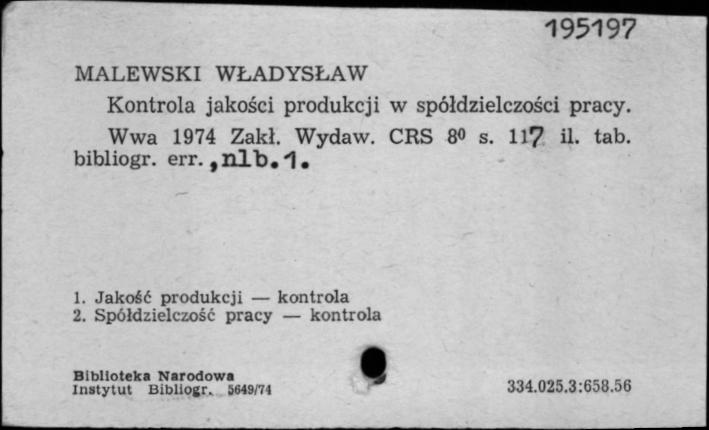 195197
MALEWSKI WŁADYSŁAW
Kontrola jakości produkcji w spółdzielczości pracy.
Wwa 1974 Zakł. Wydaw. CRS 8⁰ s. 117 il. tab.
bibliogr. err., nlb.1.
1. Jakość produkcji — kontrola
2. Spółdzielczość pracy — kontrola
Biblioteka Narodowa
Instytut Bibliogr. 5649/74
334.025.3:658.56